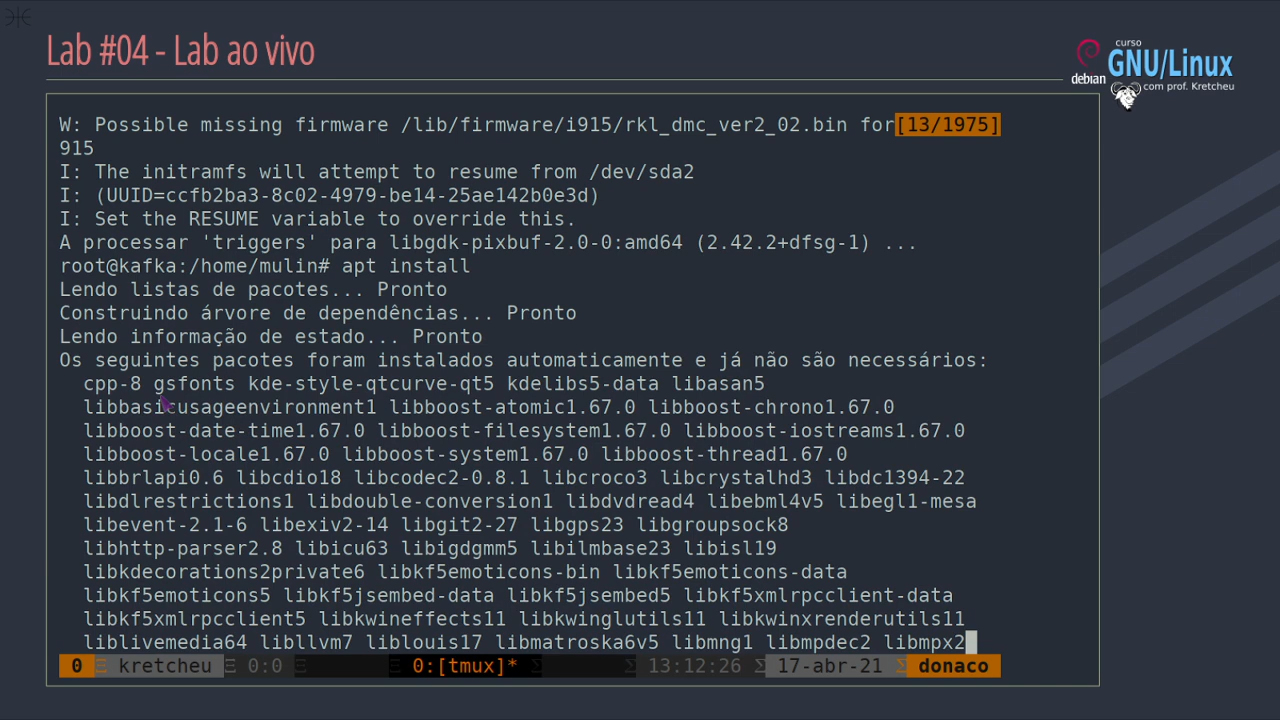 Lab #04 - Lab ao vivo
curso
GNU/Linux
debian
com prof. Kretcheu
W: Possible missing firmware /lib/firmware/i915/rkl_dmc_ver2_02.bin for[13/1975]
915
I: The initramfs will attempt to resume from /dev/sda2
I: (UUID=ccfb2ba3-8c02-4979-be14-25ae142b0e3d)
I: Set the RESUME variable to override this.
A processar 'triggers' para libgdk-pixbuf-2.0-0:amd64 (2.42.2+dfsg-1) ...
root@kafka:/home/mulin# apt install
Lendo listas de pacotes... Pronto
Construindo árvore de dependências... Pronto
Lendo informação de estado... Pronto
Os seguintes pacotes foram instalados automaticamente e já não são necessários:
cpp-8 gsfonts kde-style-qtcurve-qt5 kdelibs5-data libasan5
libbasicusageenvironment1 libboost-atomic1.67.0 libboost-chrono1.67.0
libboost-date-time1.67.0 libboost-filesystem1.67.0 libboost-iostreams1.67.0
libboost-locale1.67.0 libboost-system1.67.0 libboost-thread1.67.0
libbrlapi0.6 libcdio18 libcodec2-0.8.1 libcroco3 libcrystalhd3 libdc1394-22
libdlrestrictions1 libdouble-conversion1 libdvdread4 libebml4v5 libegl1-mesa
libevent-2.1-6 libexiv2-14 libgit2-27 libgps23 libgroupsock8
libhttp-parser2.8 libicu63 libigdgmm5 libilmbase23 libisl19
libkdecorations2private6 libkf5emoticons-bin libkf5emoticons-data
libkf5emoticons5 libkf5jsembed-data libkf5jsembed5 libkf5xmlrpcclient-data
libkf5xmlrpcclient5 libkwineffects11 libkwinglutils11 libkwinxrenderutils11
liblivemedia64 libllvm7 liblouis17 libmatroska6v5 libmng1 libmpdec2 libmpx2
0 Ξ kretcheu Ξ 0:0 Ξ 0:[tmux]* Σ Σ 13:12:26 Σ 17-abr-21 Σ donaco